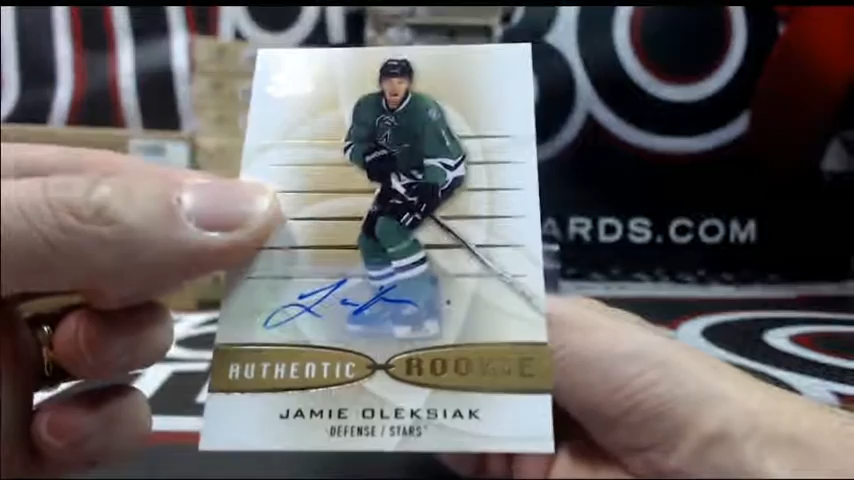 ARDS.COM
AUTHENTIC ROOKIE
JAMIE OLEKSIAK
DEFENSE / STARS